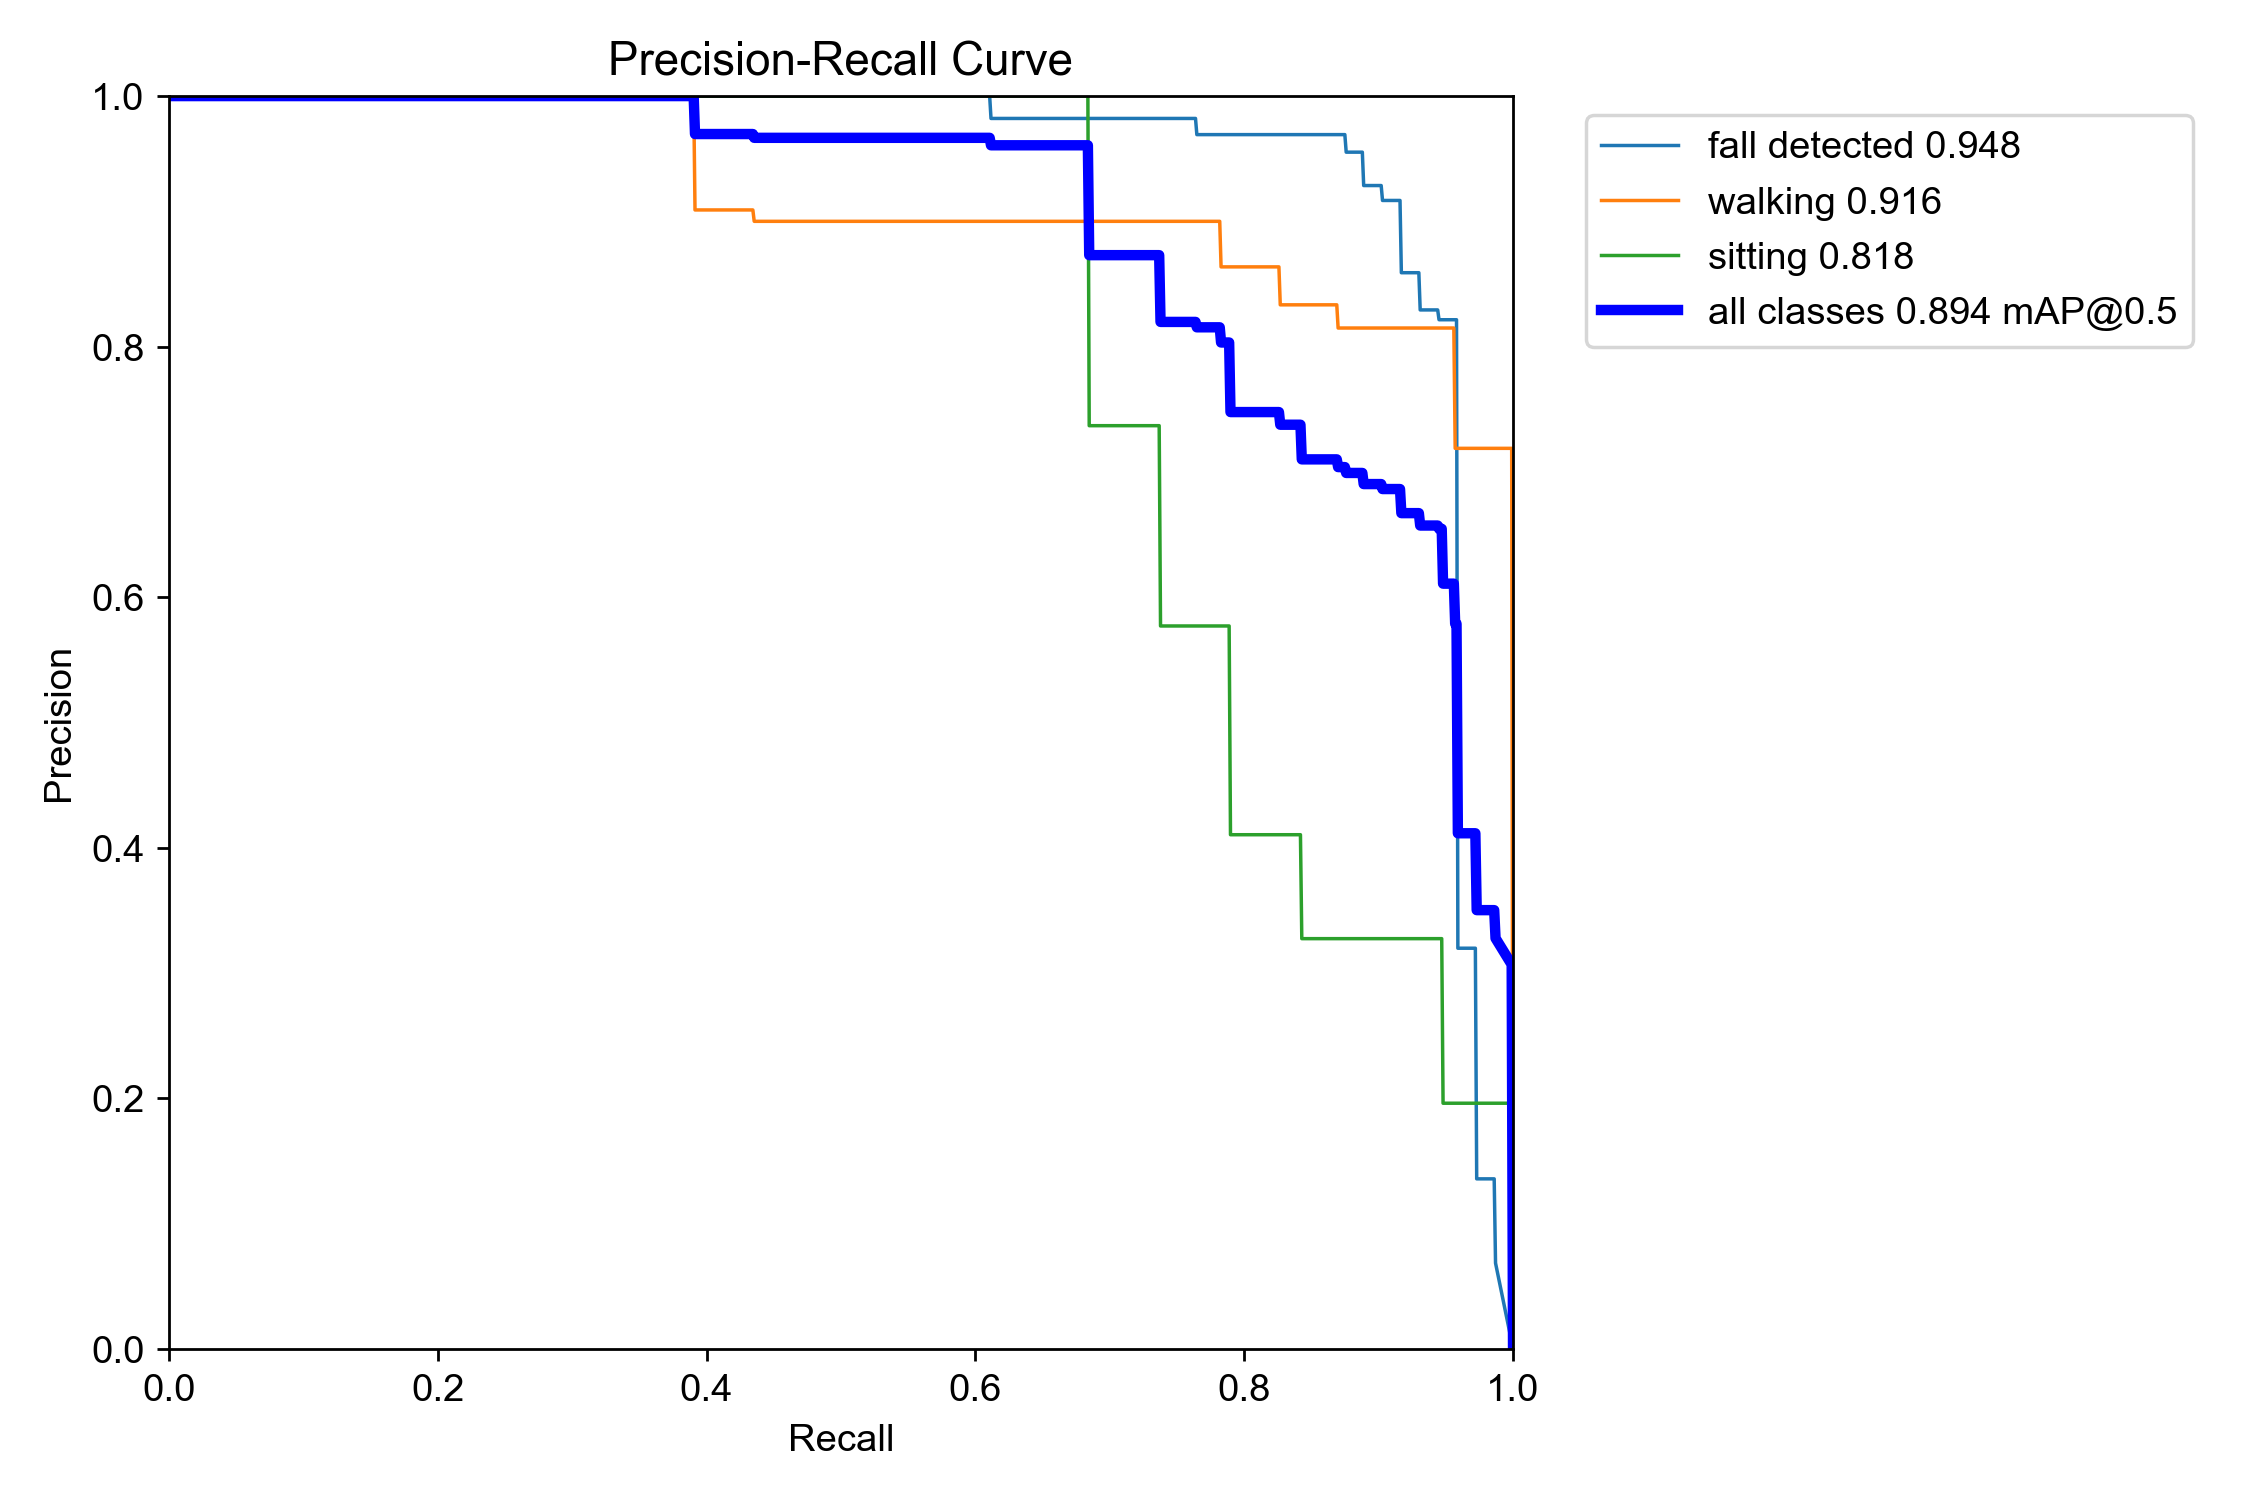 Precision-Recall Curve
1.0
0.8
0.6
0.4
0.2
0.0
Precision
0.0 0.2 0.4 0.6 0.8 1.0
Recall
fall detected 0.948
walking 0.916
sitting 0.818
all classes 0.894 mAP@0.5